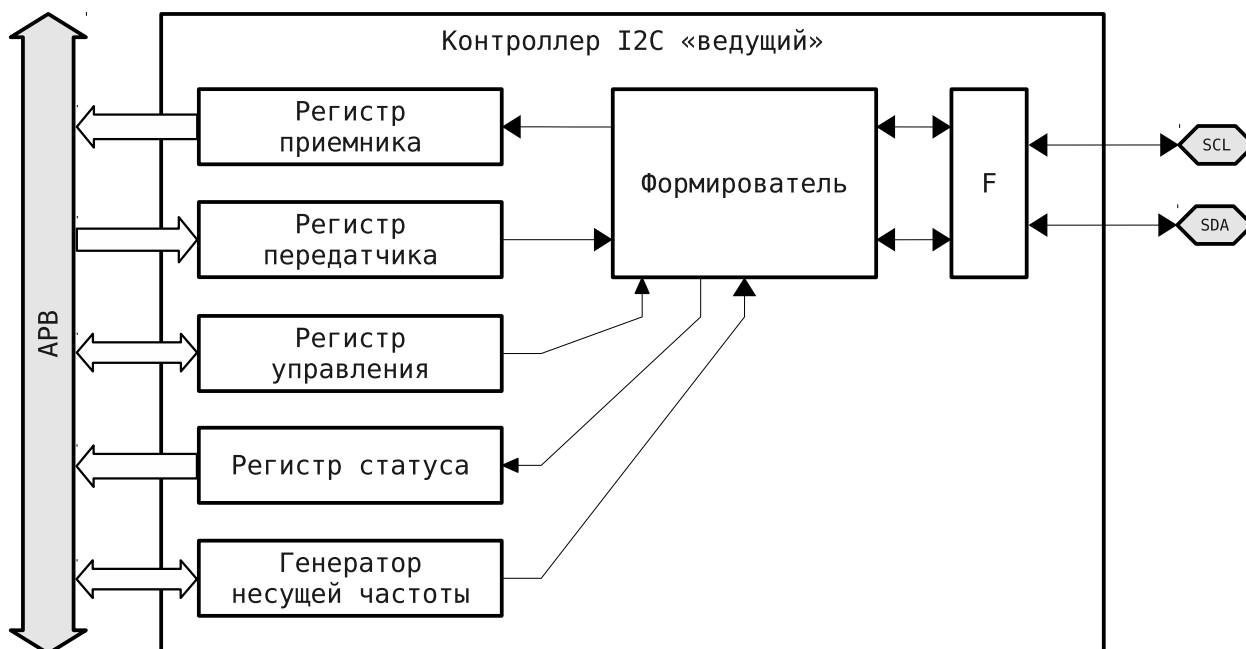 Контроллер I2C «ведущий»
Регистр
приемника
Формирователь
F
SCL
SDA
Регистр
передатчика
APB
Регистр
управления
Регистр статуса
Генератор
несущей частоты